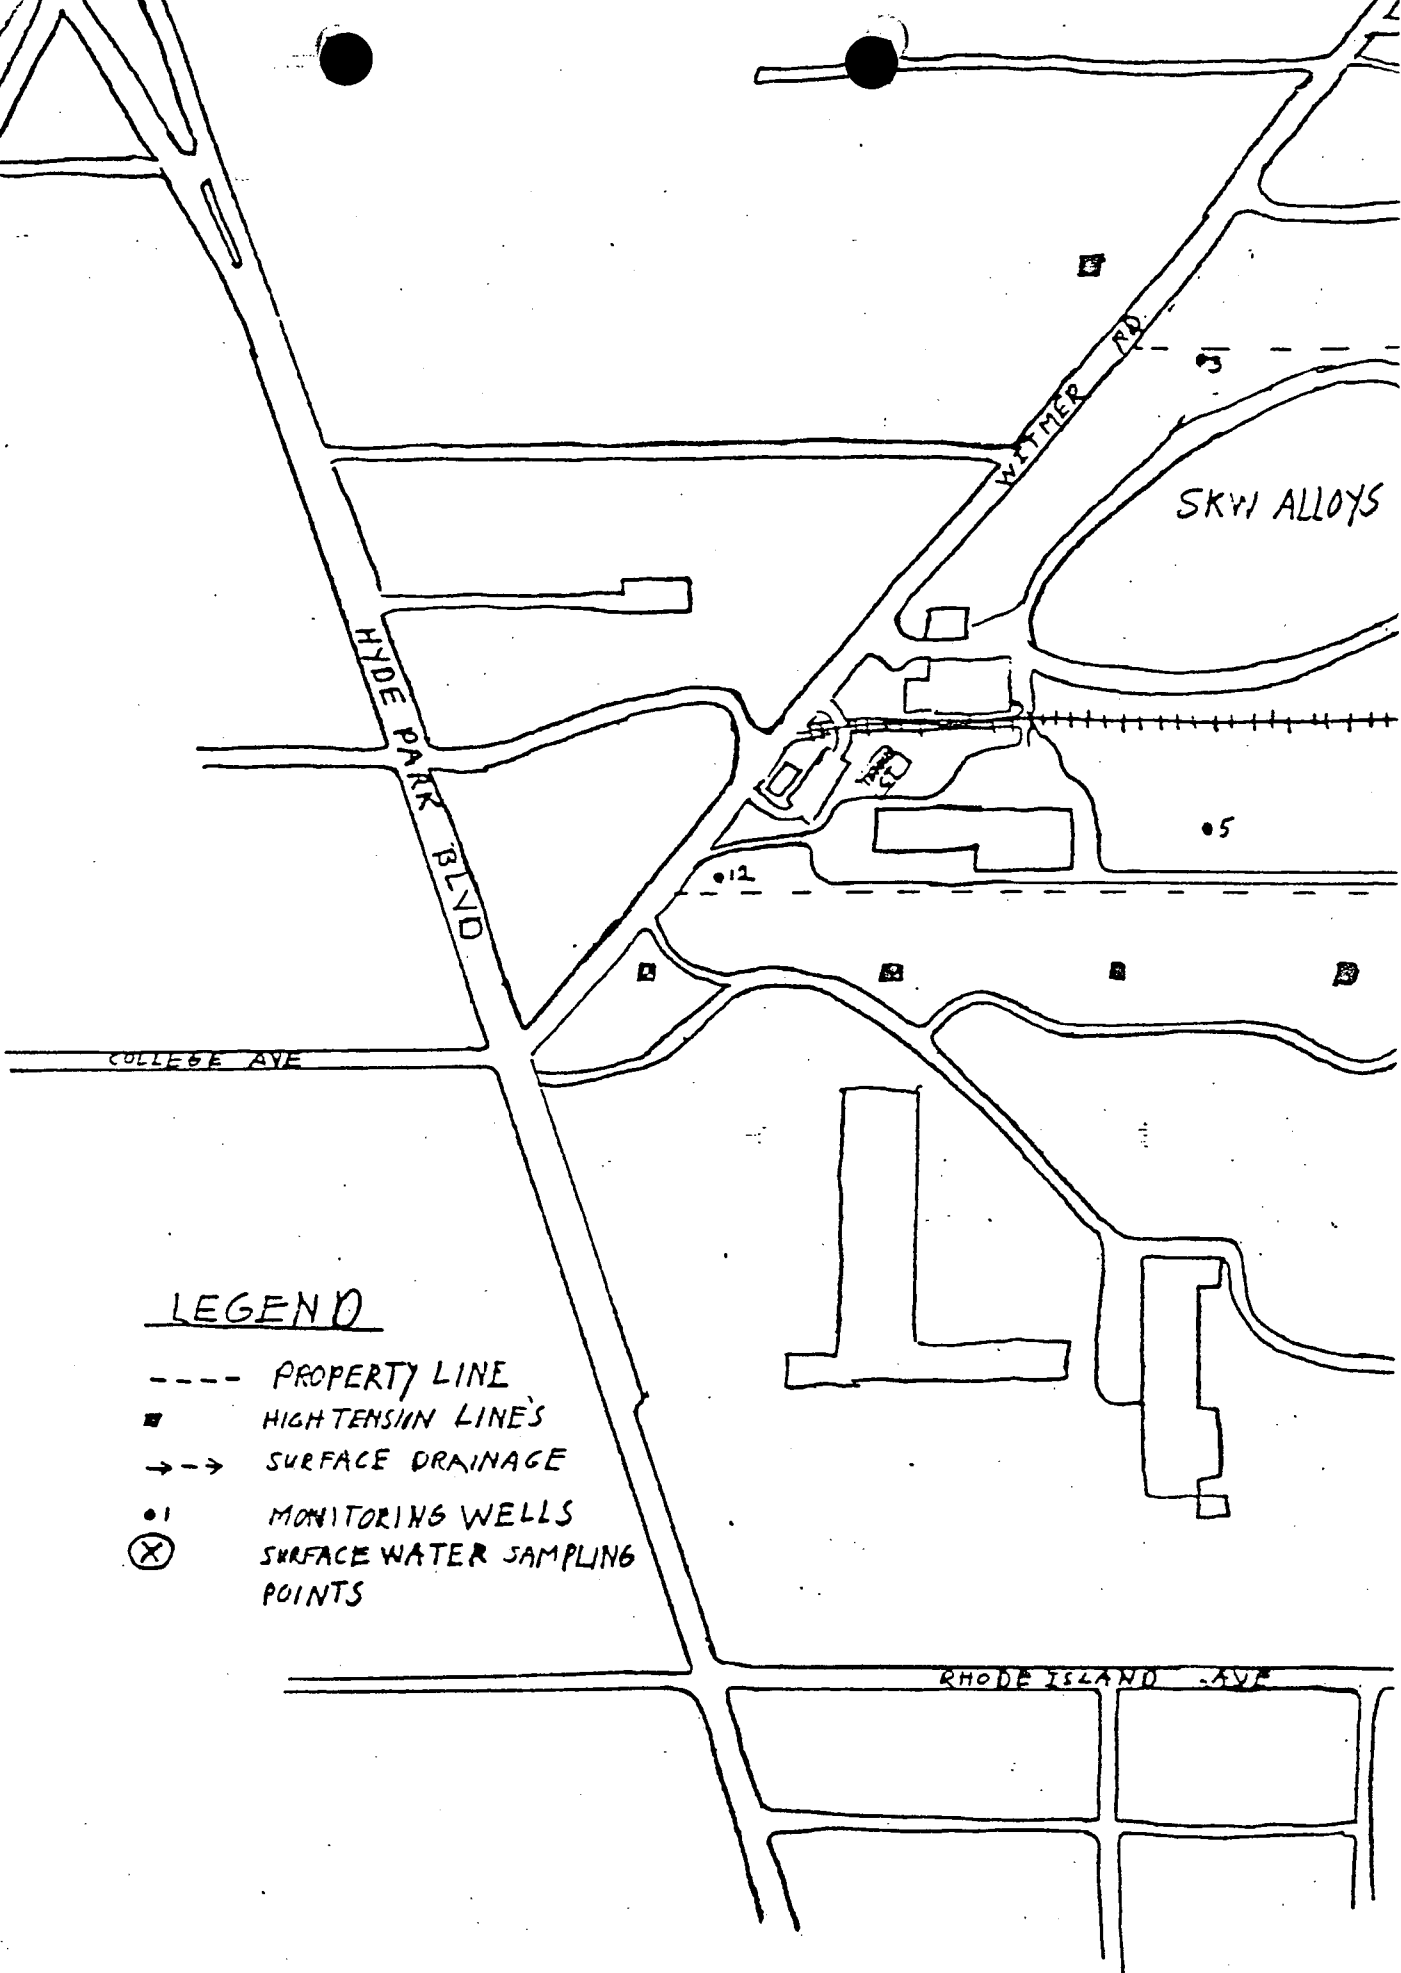 WITMER RD
3
SKW ALLOYS
HYDE PARK BLVD
5
12
COLLEGE AVE
LEGEND
PROPERTY LINE
HIGH TENSION LINE'S
SURFACE DRAINAGE
1 MONITORING WELLS
SURFACE WATER SAMPLING
POINTS
RHODE ISLAND AVE